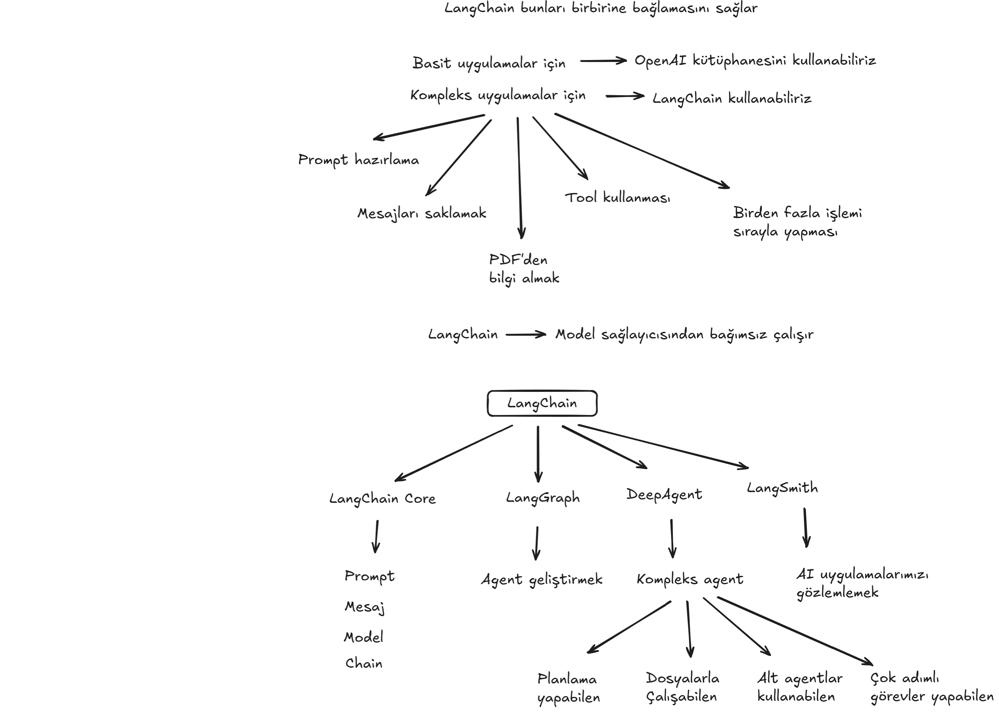 LangChain bunları birbirine bağlamasını sağlar
Basit uygulamalar için
OpenAI kütüphanesini kullanabiliriz
Kompleks uygulamalar için
LangChain kullanabiliriz
Prompt hazırlama
Mesajları saklamak
PDF'den
bilgi almak
Tool kullanması
Birden fazla işlemi
sırayla yapması
LangChain
Model sağlayıcısından bağımsız çalışır
LangChain
LangChain Core
LangGraph
DeepAgent
LangSmith
Prompt
Mesaj
Model
Chain
Agent geliştirmek
Kompleks agent
AI uygulamalarımızı
gözlemlemek
Planlama
yapabilen
Dosyalarla
Çalışabilen
Alt agentlar
kullanabilen
Çok adımlı
görevler yapabilen